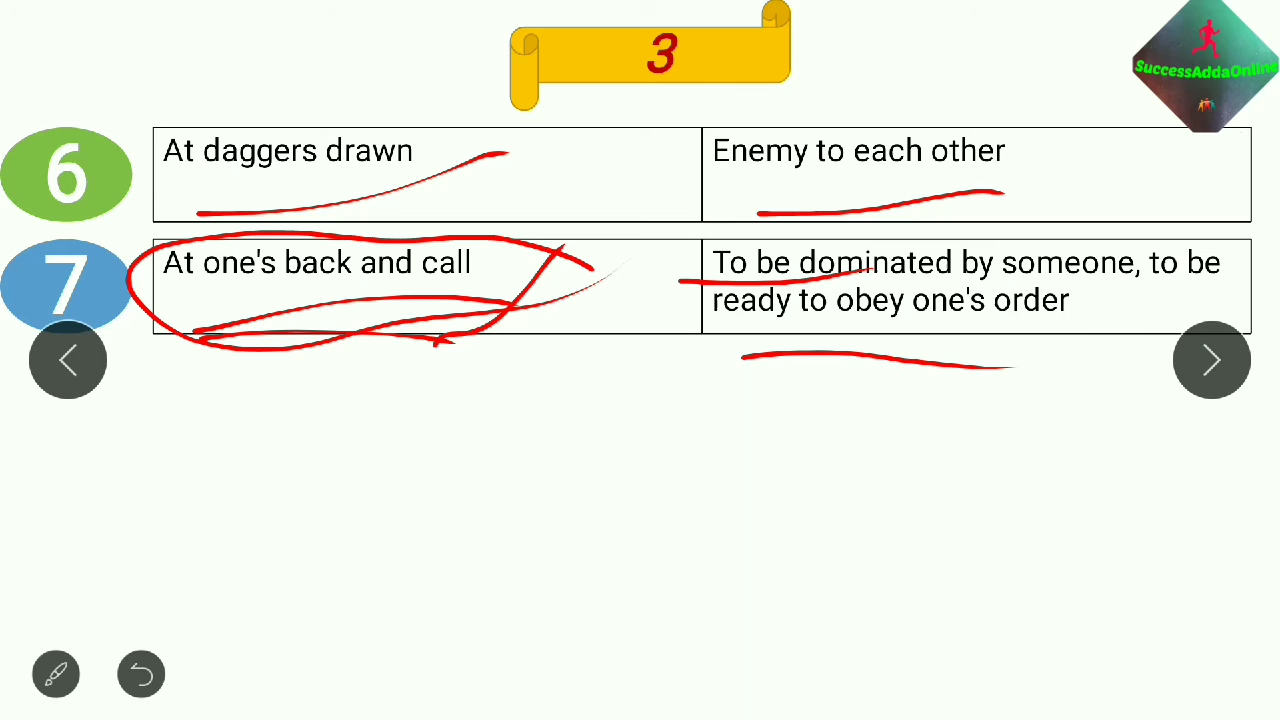 3
SuccessAddaOnline
6
At daggers drawn
Enemy to each other
7
At one's back and call
To be dominated by someone, to be
ready to obey one's order